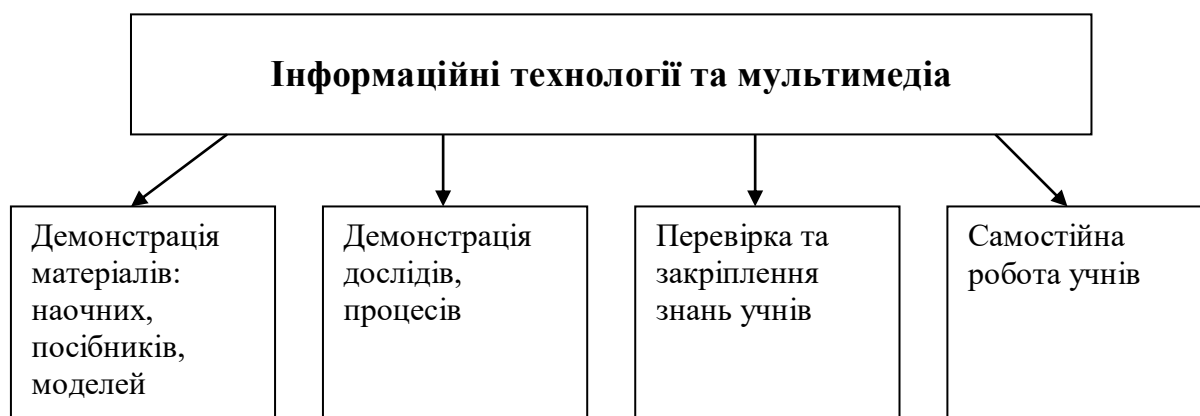 Інформаційні технології та мультимедіа
Демонстрація
матеріалів:
наочних,
посібників,
моделей
Демонстрація
дослідів,
процесів
Перевірка та
закріплення
знань учнів
Самостійна
робота учнів